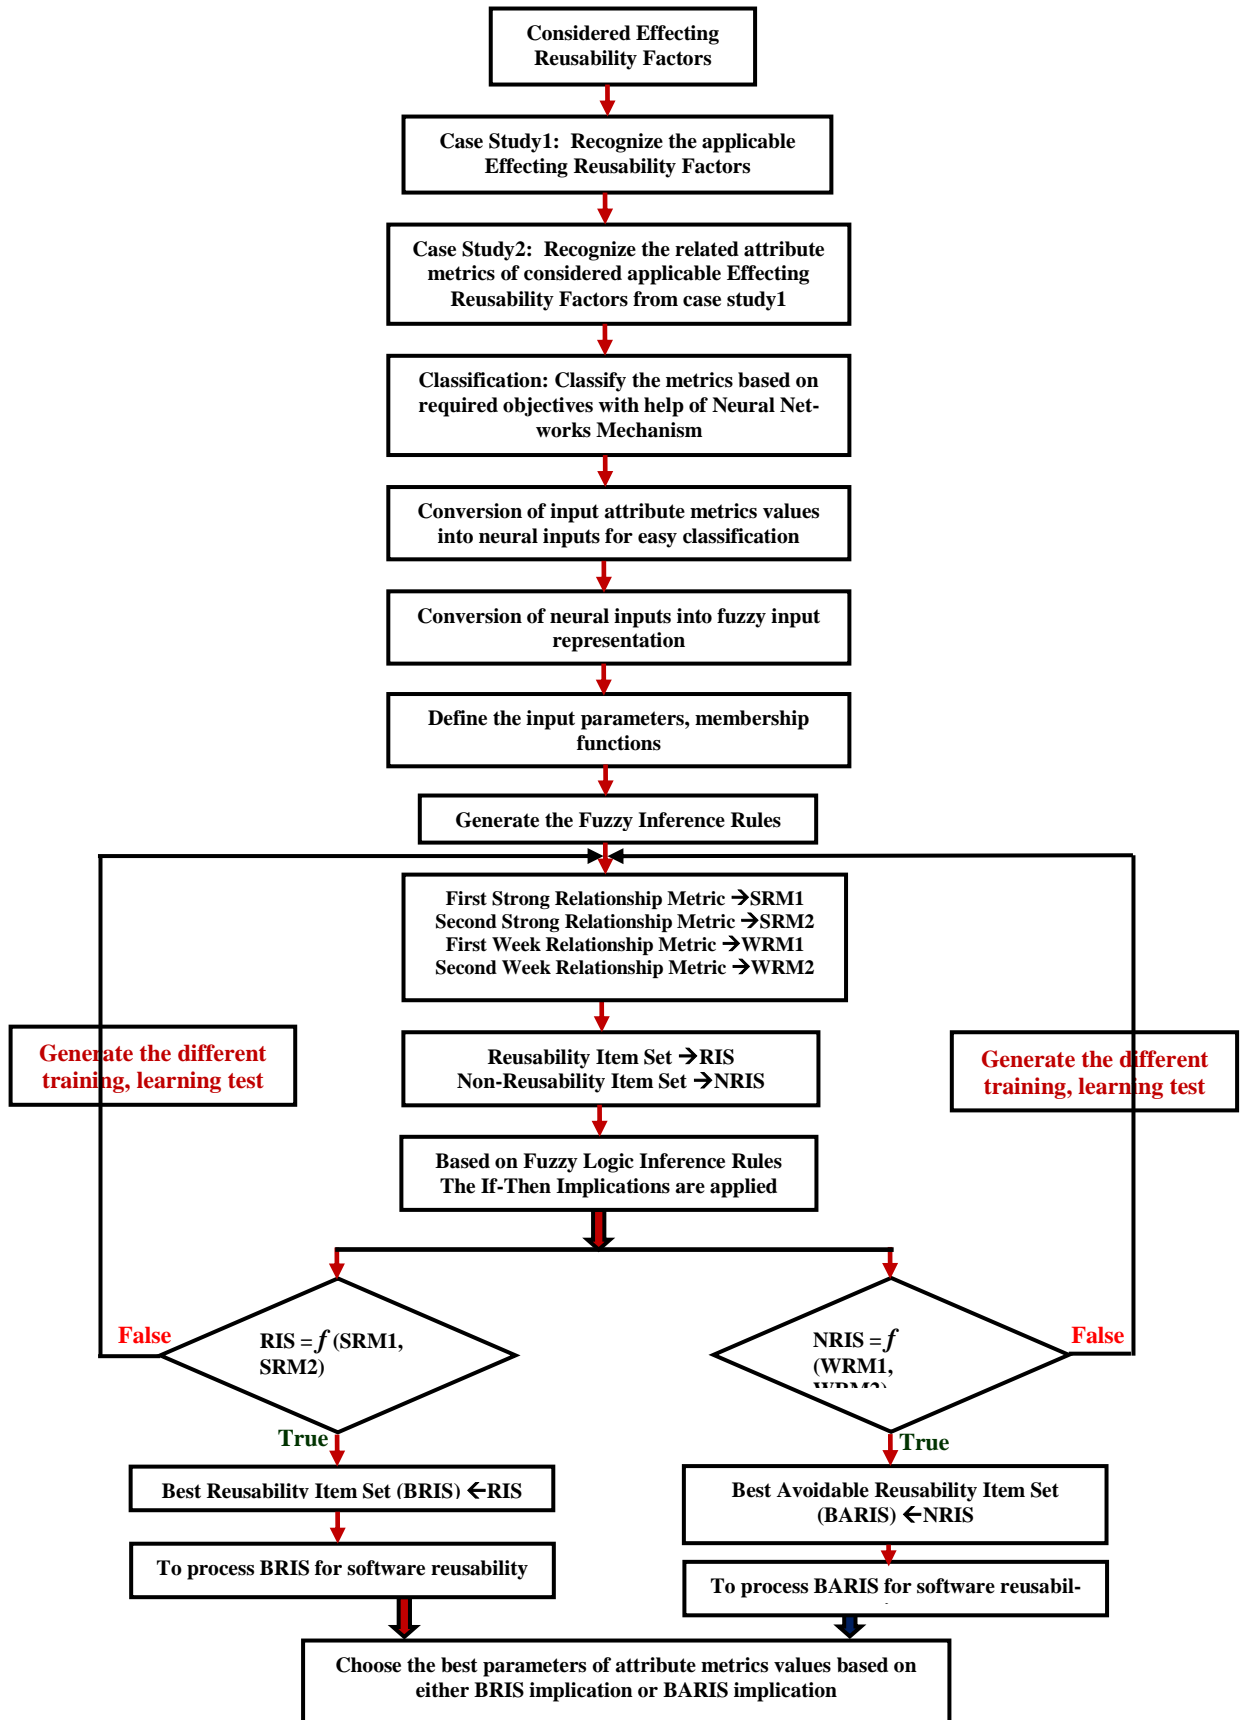 Considered Effecting
Reusability Factors
Case Study1: Recognize the applicable
Effecting Reusability Factors
Case Study2: Recognize the related attribute
metrics of considered applicable Effecting
Reusability Factors from case study1
Classification: Classify the metrics based on
required objectives with help of Neural Net-
works Mechanism
Conversion of input attribute metrics values
into neural inputs for easy classification
Conversion of neural inputs into fuzzy input
representation
Define the input parameters, membership
functions
Generate the Fuzzy Inference Rules
First Strong Relationship Metric →SRM1
Second Strong Relationship Metric →SRM2
First Week Relationship Metric →WRM1
Second Week Relationship Metric →WRM2
Generate the different
training, learning test
Reusability Item Set →RIS
Non-Reusability Item Set →NRIS
Generate the different
training, learning test
Based on Fuzzy Logic Inference Rules
The If-Then Implications are applied
False
RIS = f (SRM1,
SRM2)
NRIS = f
(WRM1,
WRM2)
False
True
True
Best Reusability Item Set (BRIS) ←RIS
Best Avoidable Reusability Item Set
(BARIS) ←NRIS
To process BRIS for software reusability
To process BARIS for software reusabil-
Choose the best parameters of attribute metrics values based on
either BRIS implication or BARIS implication